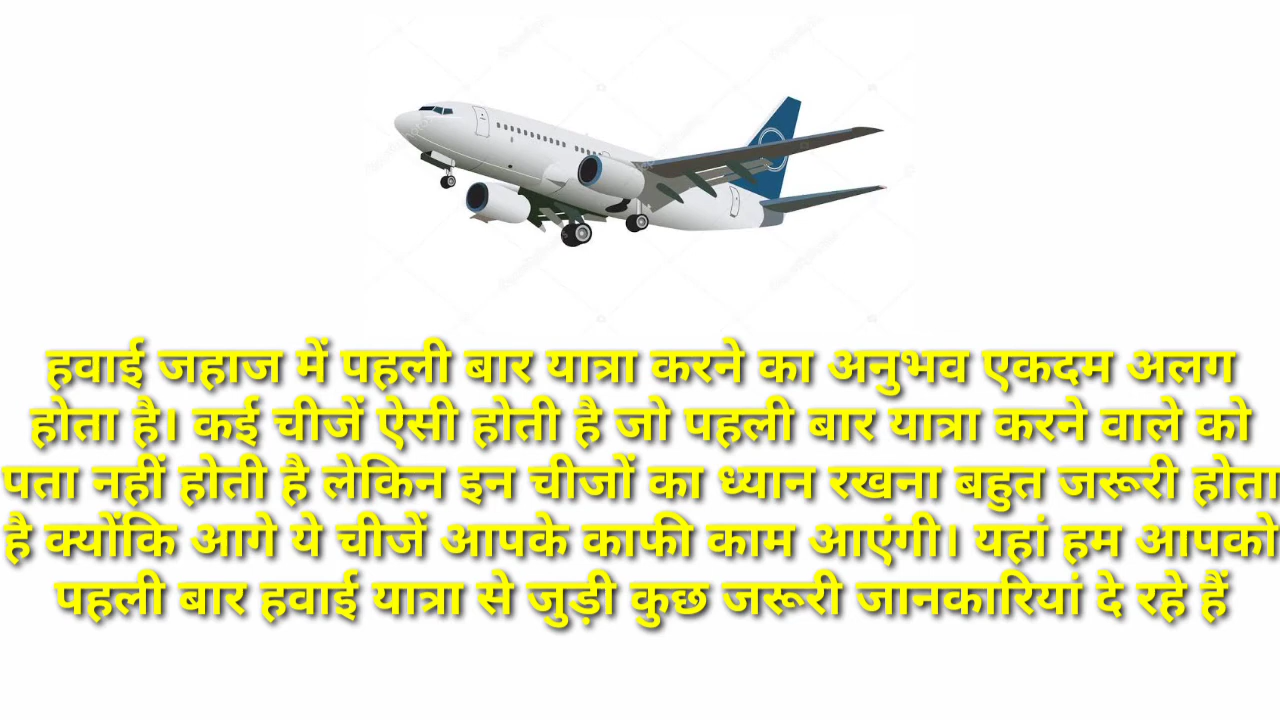 हवाई जहाज में पहली बार यात्रा करने का अनुभव एकदम अलग
होता है। कई चीजें ऐसी होती है जो पहली बार यात्रा करने वाले को
पता नहीं होती है लेकिन इन चीजों का ध्यान रखना बहुत जरूरी होता
है क्योंकि आगे ये चीजें आपके काफी काम आएंगी। यहां हम आपको
पहली बार हवाई यात्रा से जुड़ी कुछ जरूरी जानकारियां दे रहे हैं